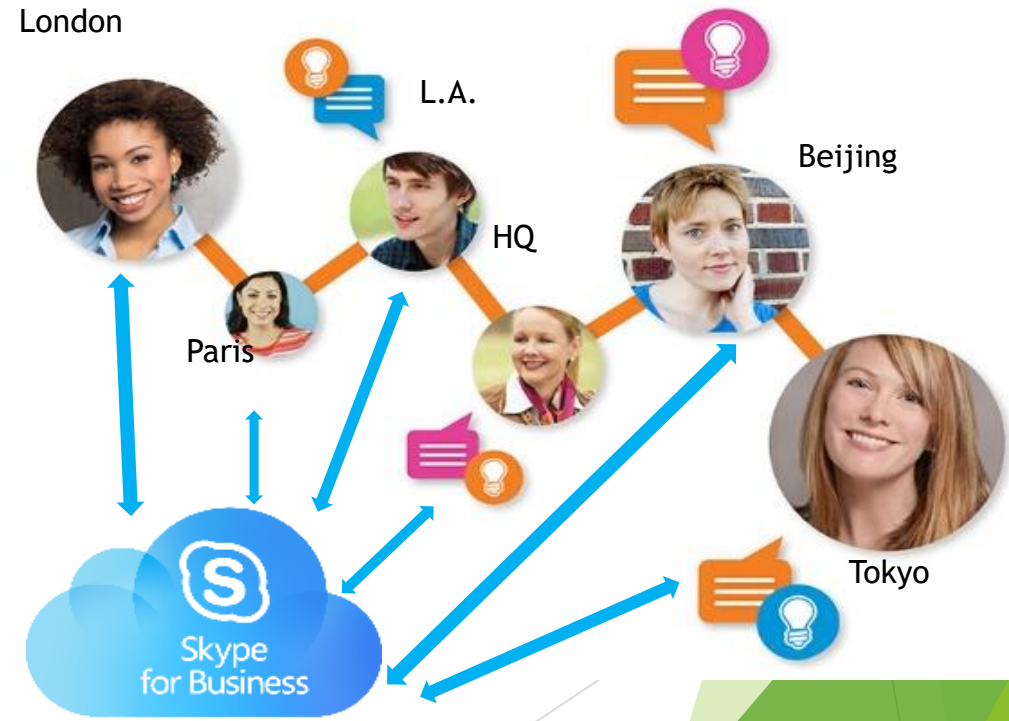 London
L.A.
Beijing
HQ
Paris
Tokyo
S
Skype
for Business